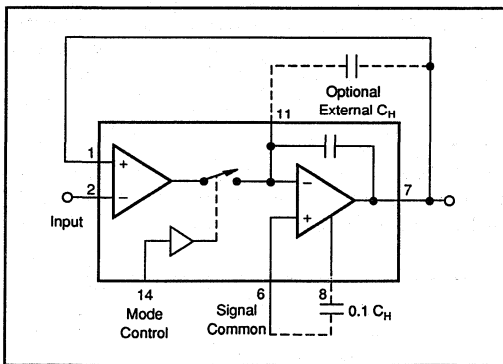 Optional
External C_H
11
1
+
2
−
Input
−
+
7
14
Mode
Control
6
Signal
Common
8
0.1 C_H